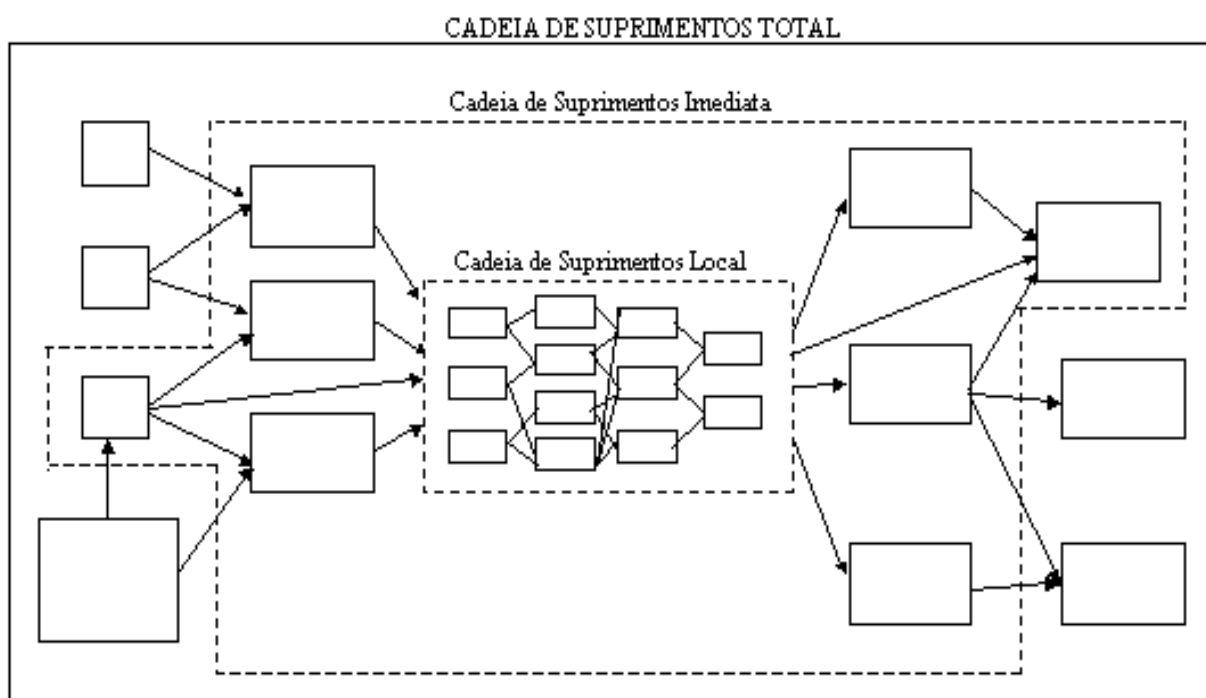 CADEIA DE SUPRIMENTOS TOTAL
Cadeia de Suprimentos Imediata
Cadeia de Suprimentos Local